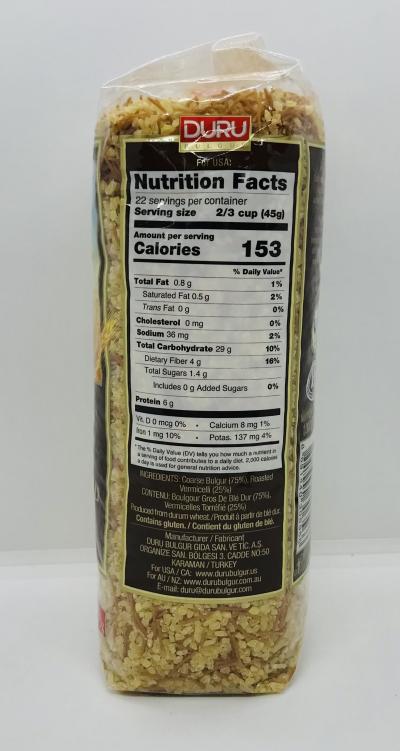 DURU
BULGUR
For USA:
Nutrition Facts
22 servings per container
Serving size 2/3 cup (45g)
Amount per serving
Calories 153
% Daily Value*
Total Fat 0.8 g 1%
Saturated Fat 0.5 g 2%
Trans Fat 0 g 0%
Cholesterol 0 mg 0%
Sodium 36 mg 2%
Total Carbohydrate 29 g 10%
Dietary Fiber 4 g 16%
Total Sugars 1.4 g
Includes 0 g Added Sugars 0%
Protein 6 g
Vit. D 0 mcg 0% • Calcium 8 mg 1%
Iron 1 mg 10% • Potas. 137 mg 4%
*The % Daily Value (DV) tells you how much a nutrient in
a serving of food contributes to a daily diet. 2,000 calories
a day is used for general nutrition advice.
INGREDIENTS: Coarse Bulgur (75%), Roasted
Vermicelli (25%)
CONTENU: Boulgour Gros De Blé Dur (75%),
Vermicelles Torréfié (25%)
Produced from durum wheat./Produit à partir de blé dur.
Contains gluten. / Contient du gluten de blé.
Manufacturer / Fabricant
DURU BULGUR GIDA SAN. VE TİC. A.S.
ORGANIZE SAN. BÖLGESİ 3. CADDE NO:50
KARAMAN / TURKEY
For USA / CA: www.durubulgur.us
For AU / NZ: www.durubulgur.com.au
E-mail: duru@durubulgur.com